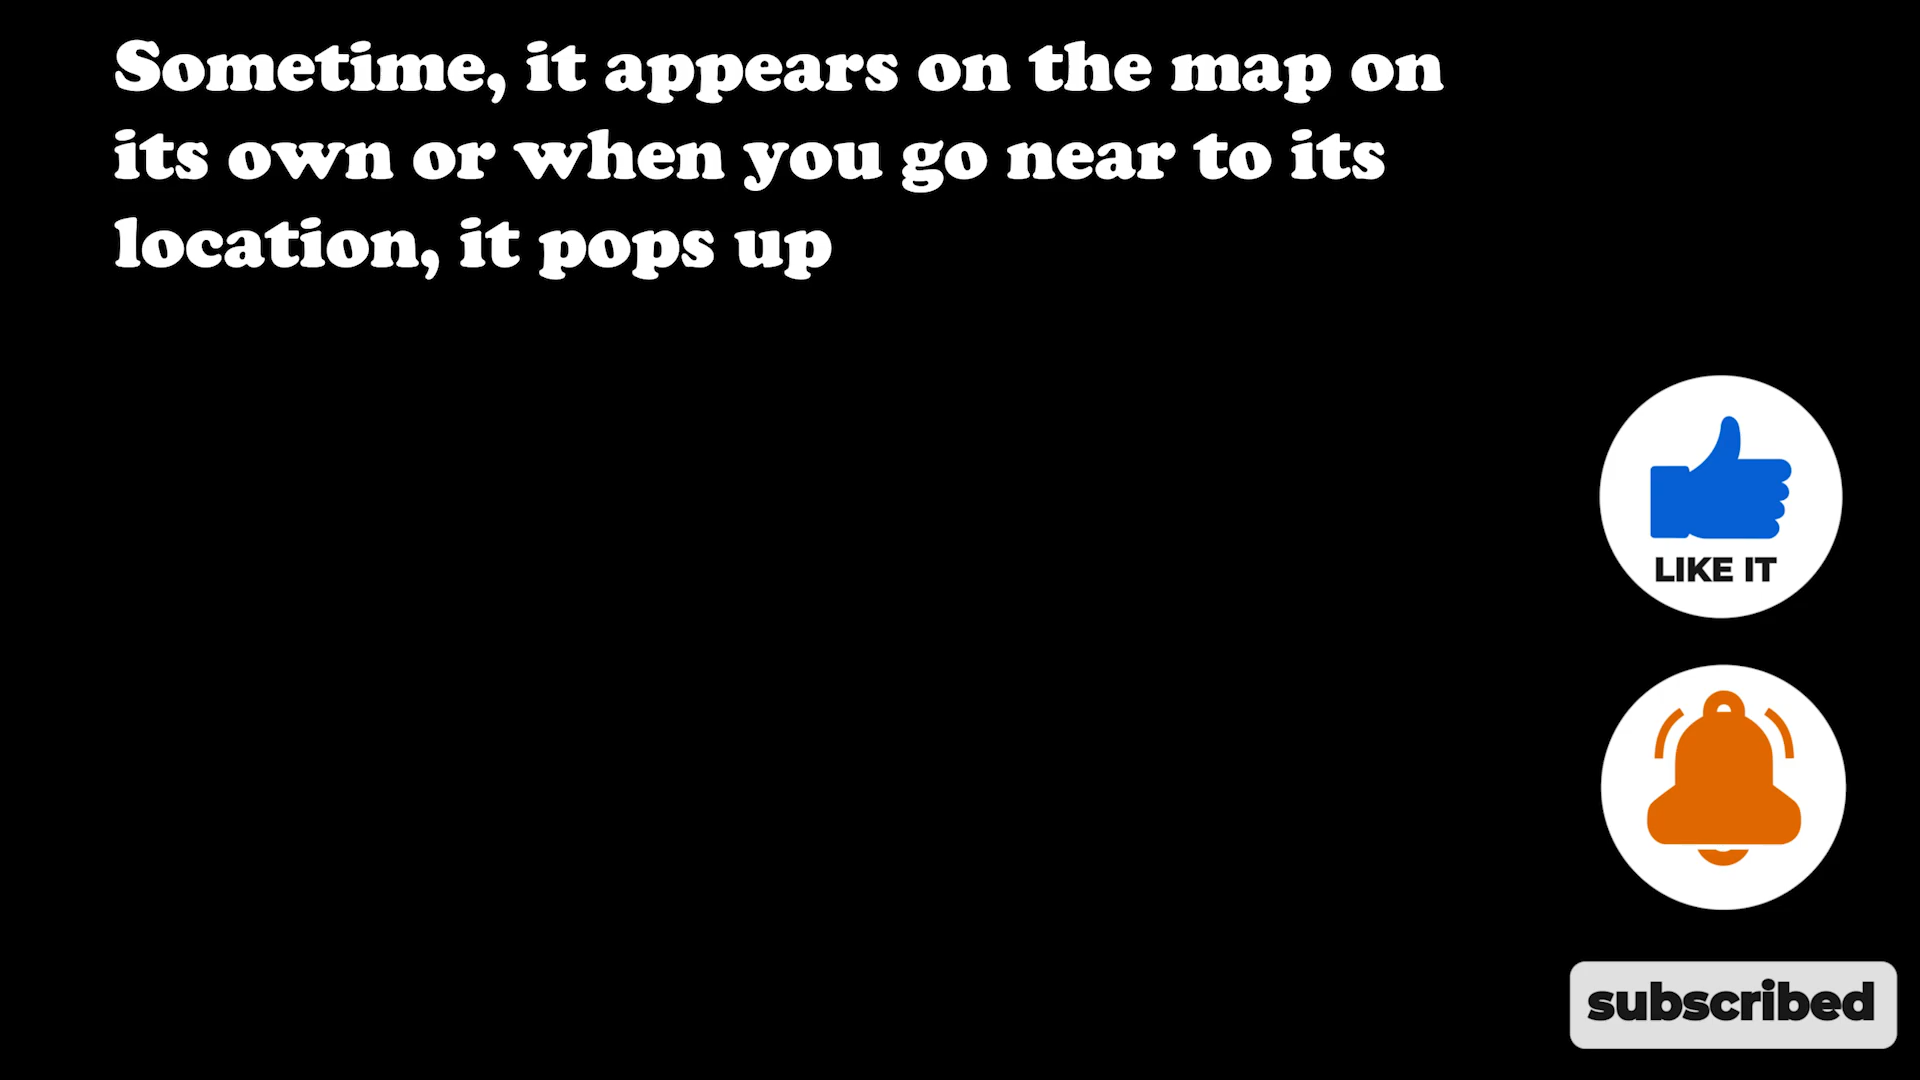 Sometime, it appears on the map on
its own or when you go near to its
location, it pops up
LIKE IT
subscribed